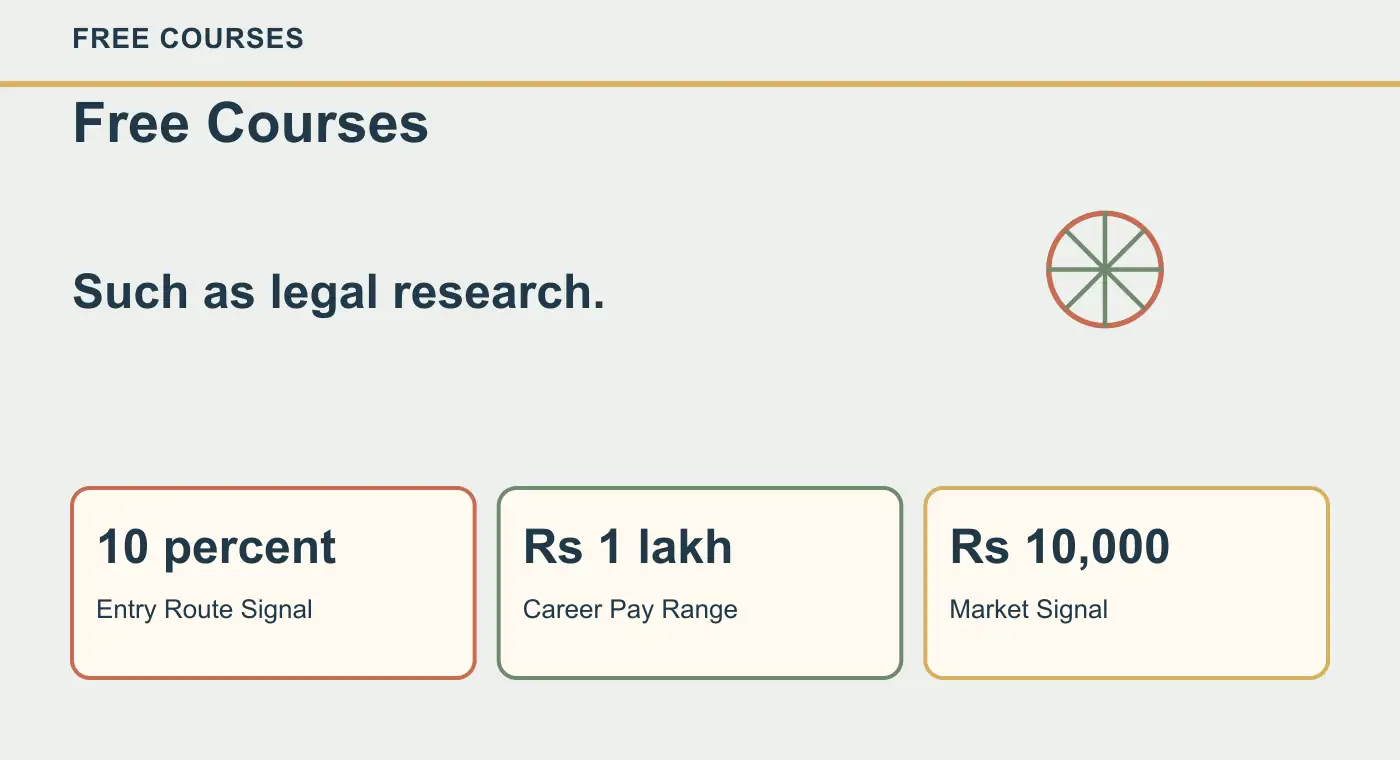 FREE COURSES
Free Courses
Such as legal research.
10 percent
Entry Route Signal
Rs 1 lakh
Career Pay Range
Rs 10,000
Market Signal